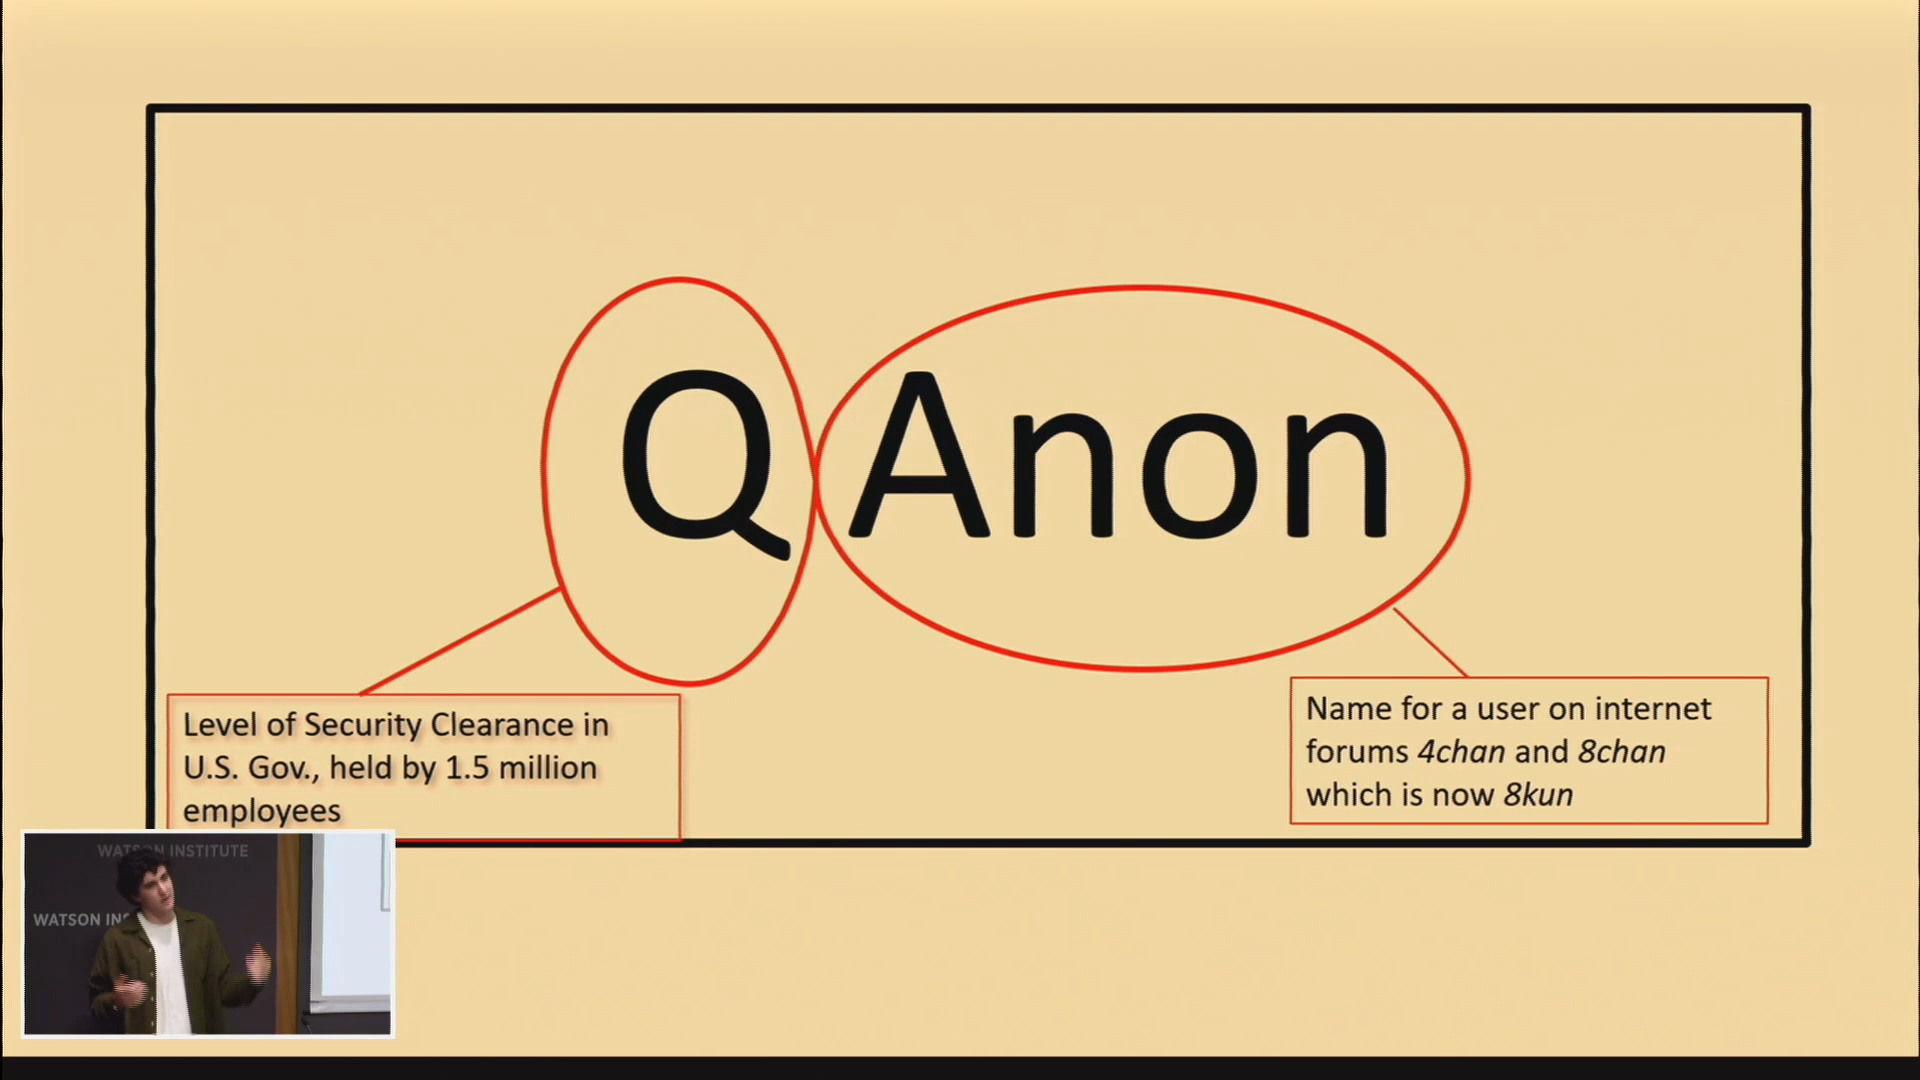 QAnon
Level of Security Clearance in
U.S. Gov., held by 1.5 million
employees
Name for a user on internet
forums 4chan and 8chan
which is now 8kun
WATSON INSTITUTE
WATSON INS